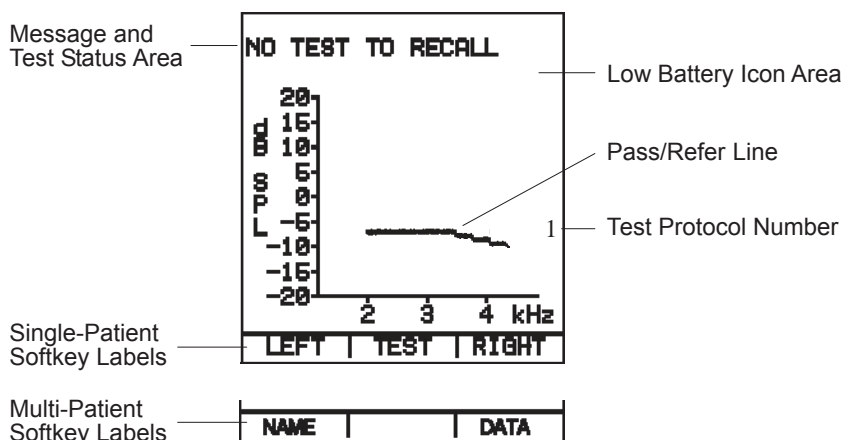 Message and
Test Status Area
NO TEST TO RECALL
Low Battery Icon Area
20
15
10
5
0
-5
-10
-15
-20
dB SPL
Pass/Refer Line
1
Test Protocol Number
2 3 4 kHz
Single-Patient
Softkey Labels
LEFT | TEST | RIGHT
Multi-Patient
Softkey Labels
NAME | | DATA